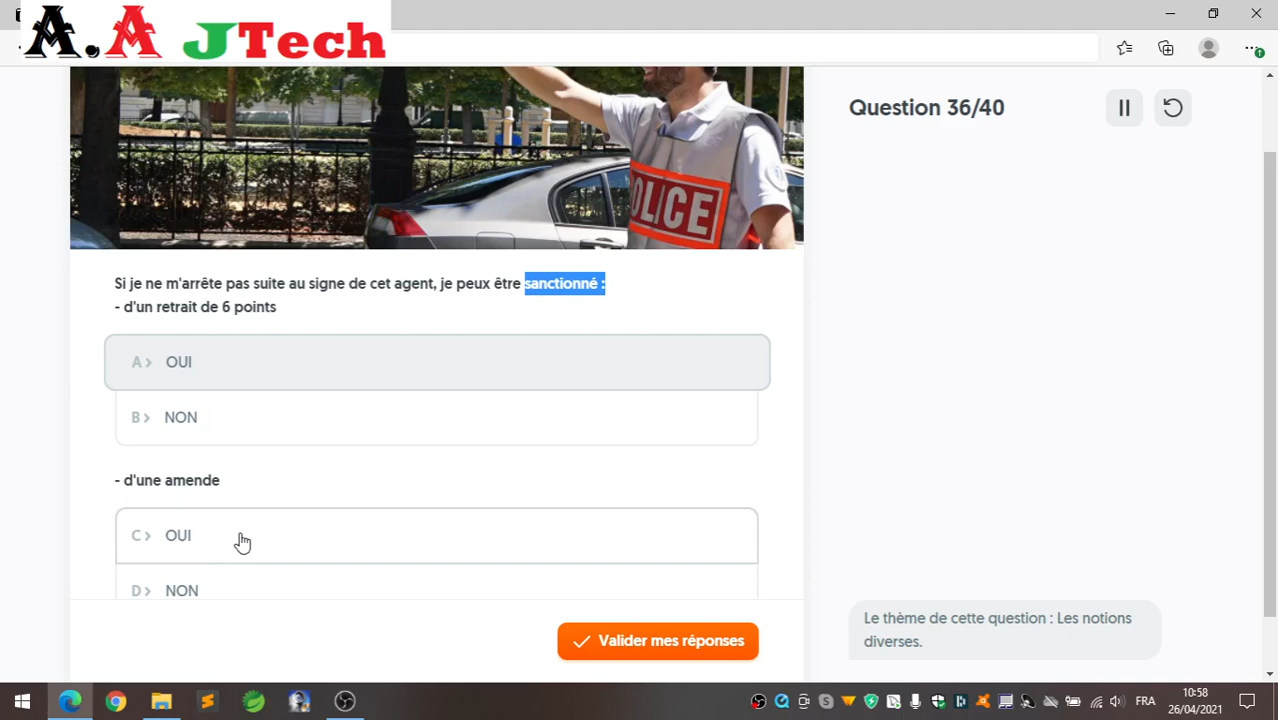 A.A JTech
POLICE
Question 36/40
Si je ne m'arrête pas suite au signe de cet agent, je peux être sanctionné :
- d'un retrait de 6 points
A> OUI
B> NON
- d'une amende
C> OUI
D> NON
Valider mes réponses
Le thème de cette question : Les notions
diverses.
FRA
10:58
26/04/2021